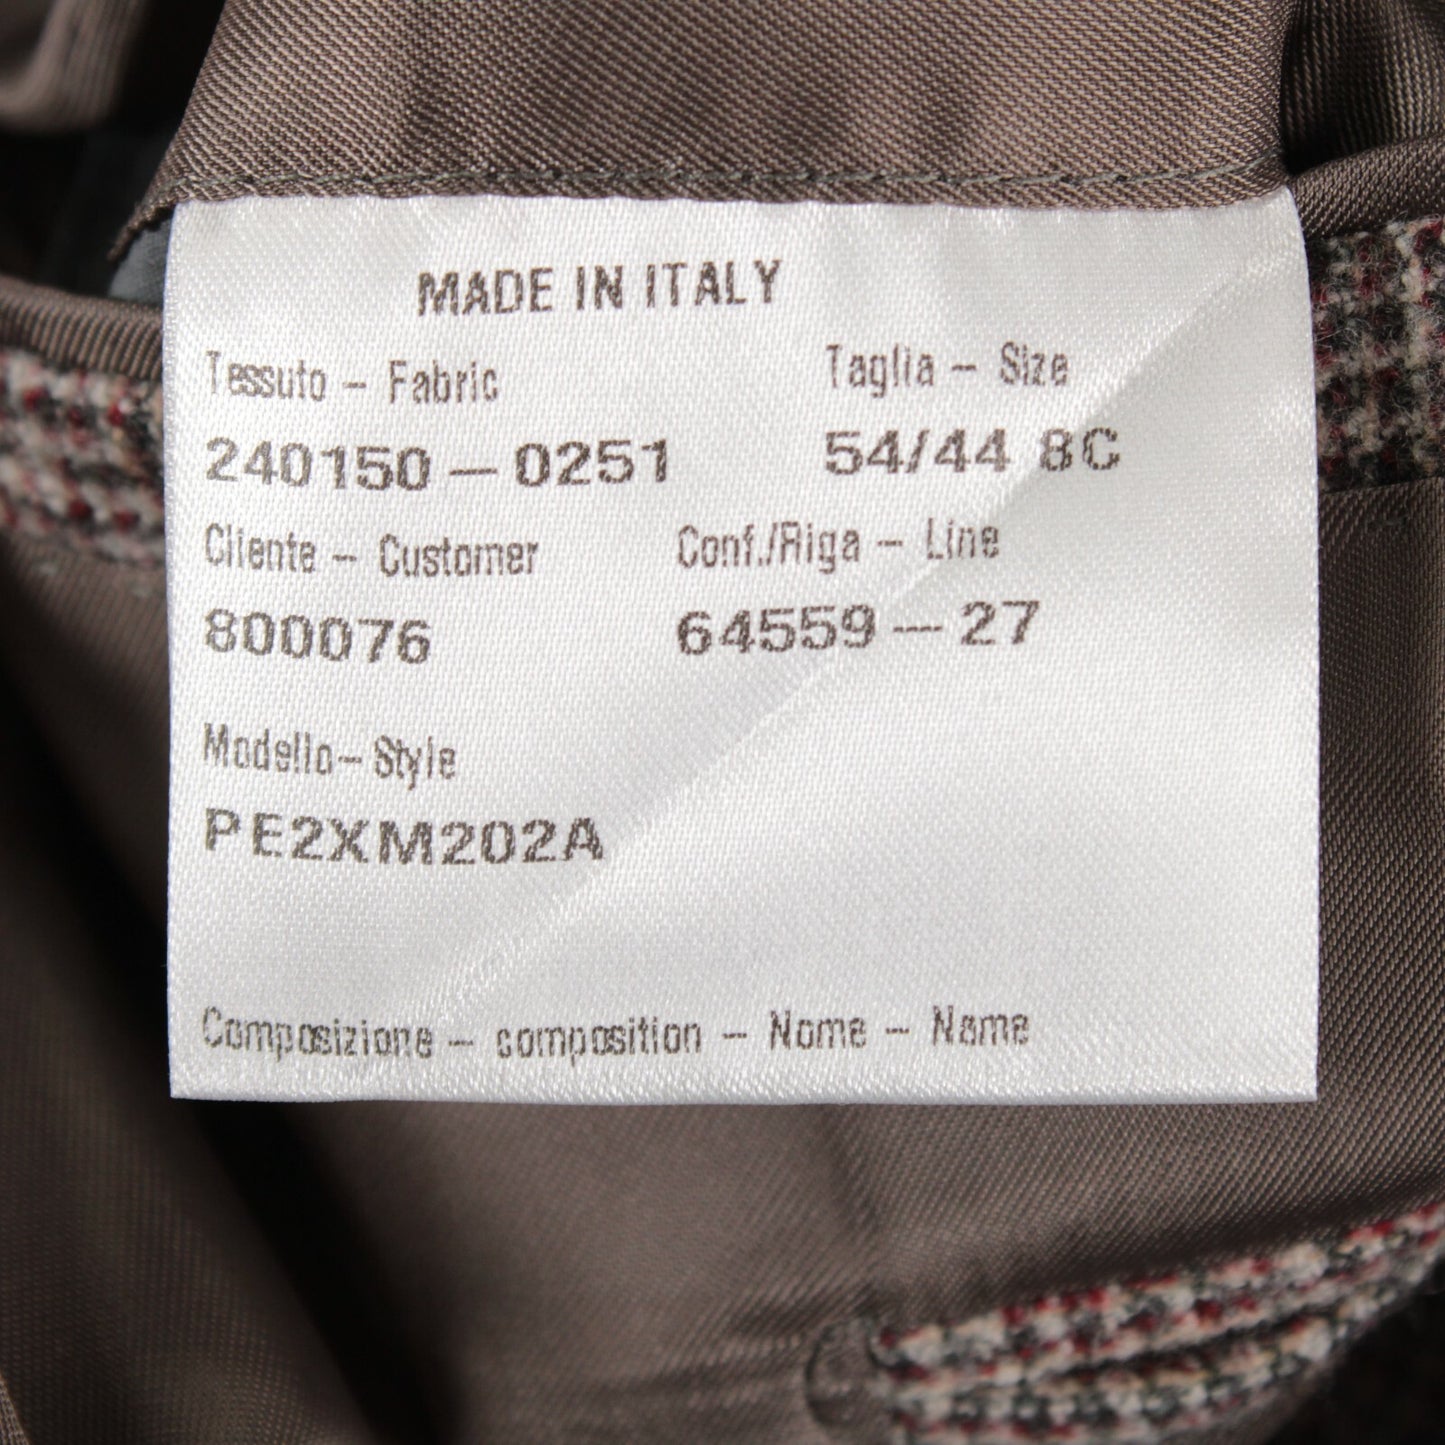 MADE IN ITALY
Tessuto - Fabric Taglia - Size
240150-0251 54/44 8C
Cliente - Customer Conf./Riga - Line
800076 64559-27
Modello-Style
PE2XM202A
Composizione - composition - Nome - Name